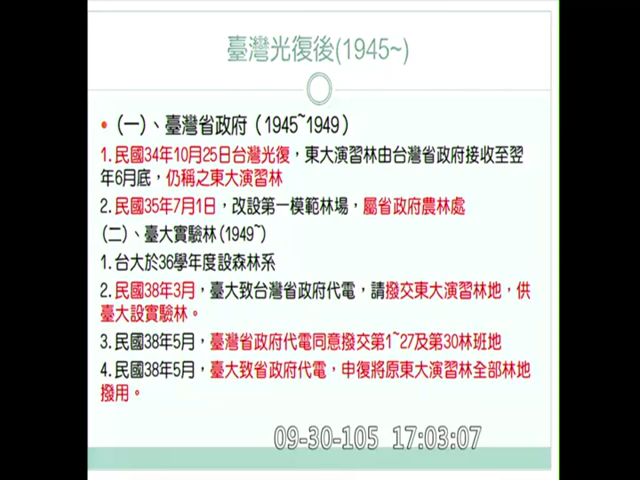 臺灣光復後(1945~)
• (一)、臺灣省政府（1945~1949）
1.民國34年10月25日台灣光復，東大演習林由台灣省政府接收至翌
年6月底，仍稱之東大演習林
2.民國35年7月1日，改設第一模範林場，屬省政府農林處
(二)、臺大實驗林(1949~)
1.台大於36學年度設森林系
2.民國38年3月，臺大致台灣省政府代電，請撥交東大演習林地，供
臺大設實驗林。
3.民國38年5月，臺灣省政府代電同意撥交第1~27及第30林班地
4.民國38年5月，臺大致省政府代電，申復將原東大演習林全部林地
撥用。
09-30-105 17:03:07